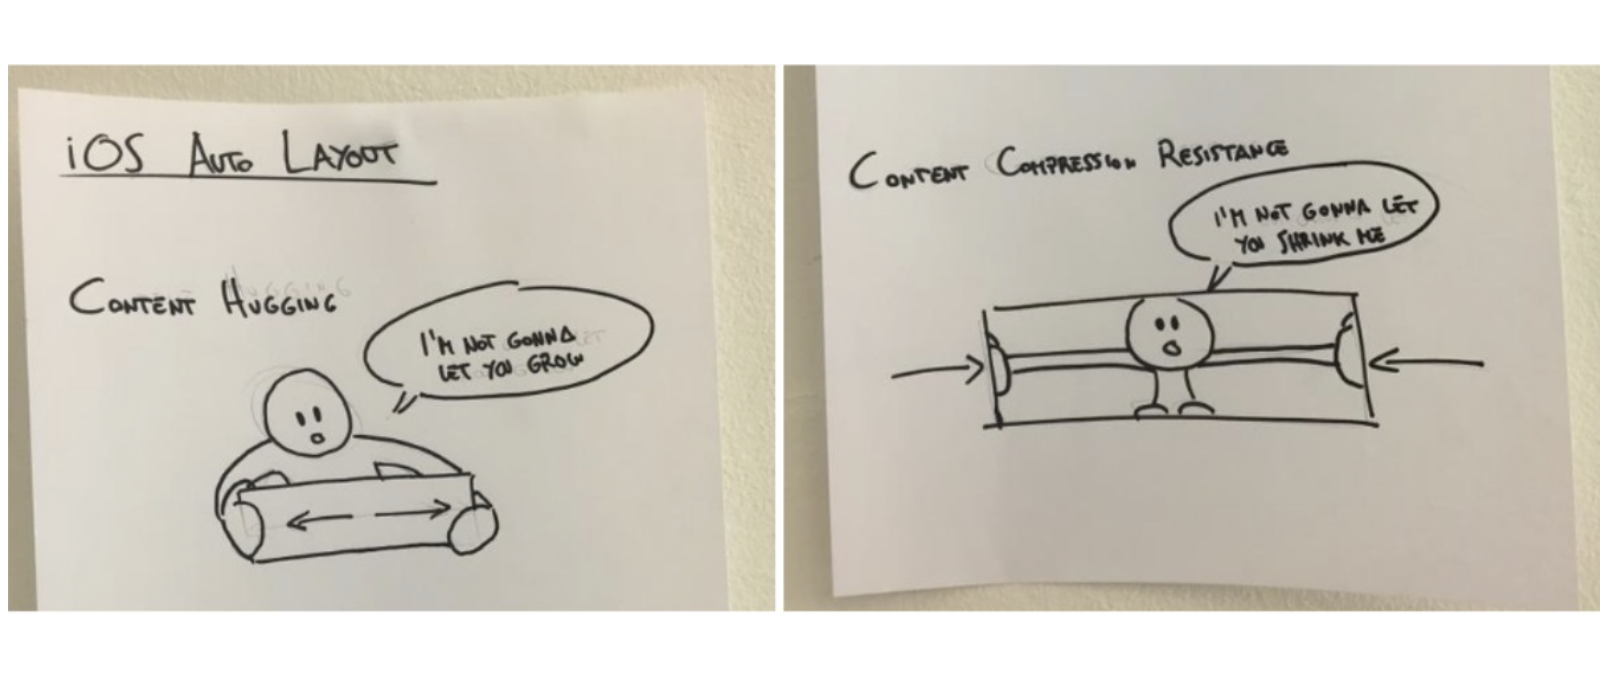 iOS AUTO LAYOUT
CONTENT HUGGING
I'M NOT GONNA
LET YOU GROW
CONTENT COMPRESSION RESISTANCE
I'M NOT GONNA LET
YOU SHRINK ME